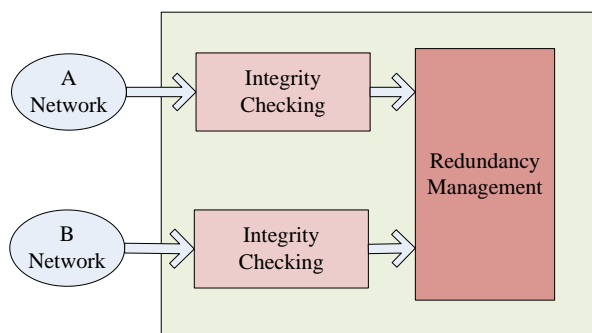 A
Network
Integrity
Checking
Redundancy
Management
B
Network
Integrity
Checking